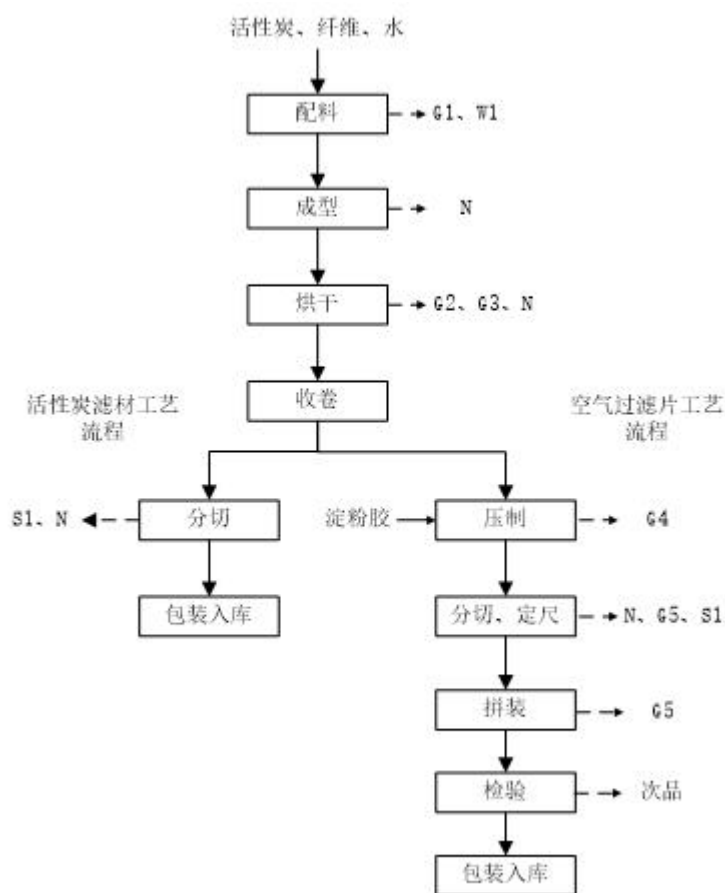 活性炭、纤维、水
配料
G1、W1
成型
N
烘干
G2、G3、N
收卷
活性炭滤材工艺
流程
空气过滤片工艺
流程
S1、N
分切
淀粉胶
压制
G4
包装入库
分切、定尺
N、G5、S1
拼装
G5
检验
次品
包装入库